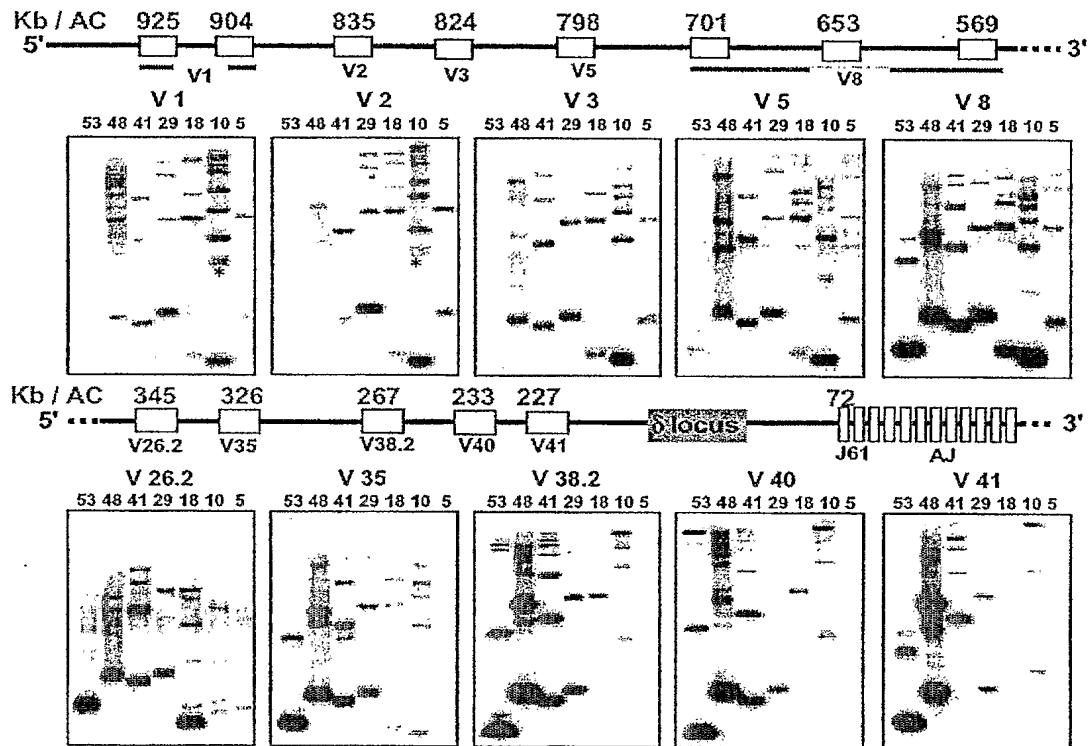 Kb / AC 925 904 835 824 798 701 653 569
5' 3'
V1 V2 V3 V5 V8
V 1 V 2 V 3 V 5 V 8
53 48 41 29 18 10 5 53 48 41 29 18 10 5 53 48 41 29 18 10 5 53 48 41 29 18 10 5 53 48 41 29 18 10 5
* *
Kb / AC 345 326 267 233 227 72
5' δ locus 3'
V26.2 V35 V38.2 V40 V41 J61 AJ
V 26.2 V 35 V 38.2 V 40 V 41
53 48 41 29 18 10 5 53 48 41 29 18 10 5 53 48 41 29 18 10 5 53 48 41 29 18 10 5 53 48 41 29 18 10 5